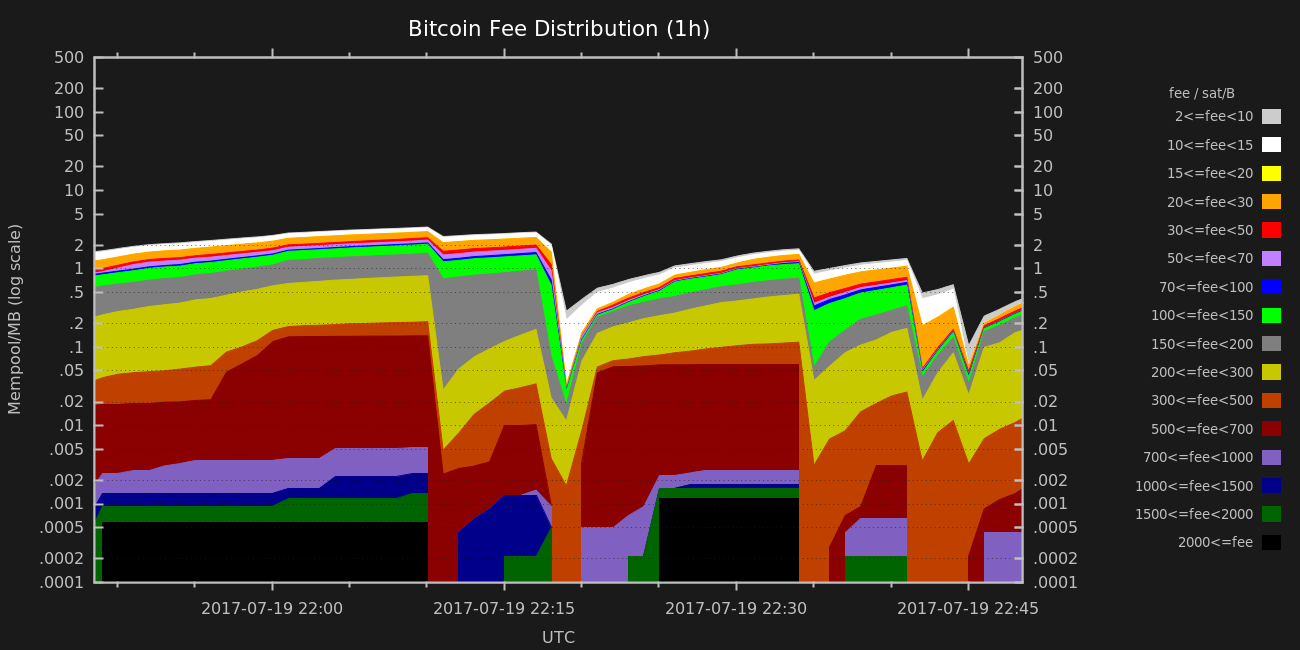 Bitcoin Fee Distribution (1h)
500
200
100
50
20
10
5
2
1
.5
.2
.1
.05
.02
.01
.005
.002
.001
.0005
.0002
.0001
Mempool/MB (log scale)
500
200
100
50
20
10
5
2
1
.5
.2
.1
.05
.02
.01
.005
.002
.001
.0005
.0002
.0001
2017-07-19 22:00
2017-07-19 22:15
2017-07-19 22:30
2017-07-19 22:45
UTC
fee / sat/B
2<=fee<10
10<=fee<15
15<=fee<20
20<=fee<30
30<=fee<50
50<=fee<70
70<=fee<100
100<=fee<150
150<=fee<200
200<=fee<300
300<=fee<500
500<=fee<700
700<=fee<1000
1000<=fee<1500
1500<=fee<2000
2000<=fee